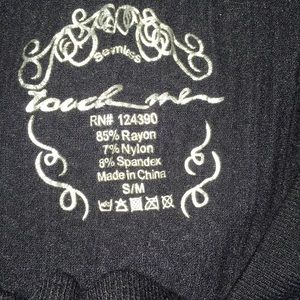 Seamless
touch me
RN# 124390
85% Rayon
7% Nylon
8% Spandex
Made in China
S/M